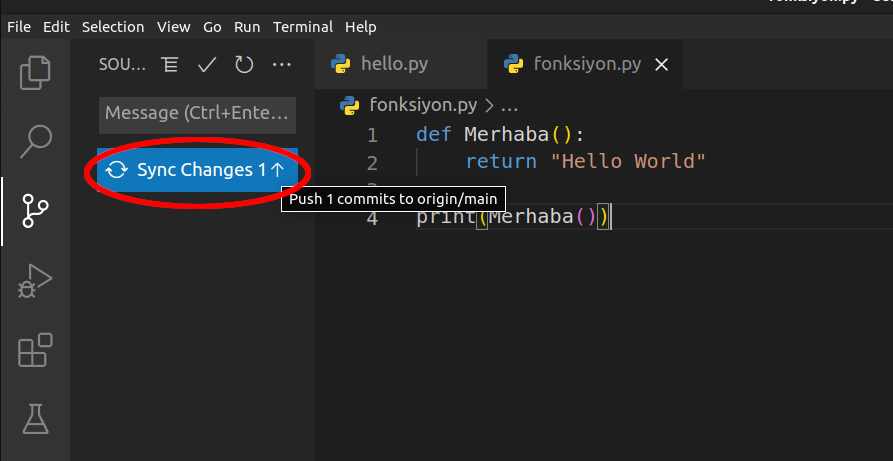 File Edit Selection View Go Run Terminal Help
SOU...
hello.py
fonksiyon.py
Message (Ctrl+Ente...
fonksiyon.py > ...
Sync Changes 1↑
Push 1 commits to origin/main
1 def Merhaba():
2 return "Hello World"
4 print(Merhaba())